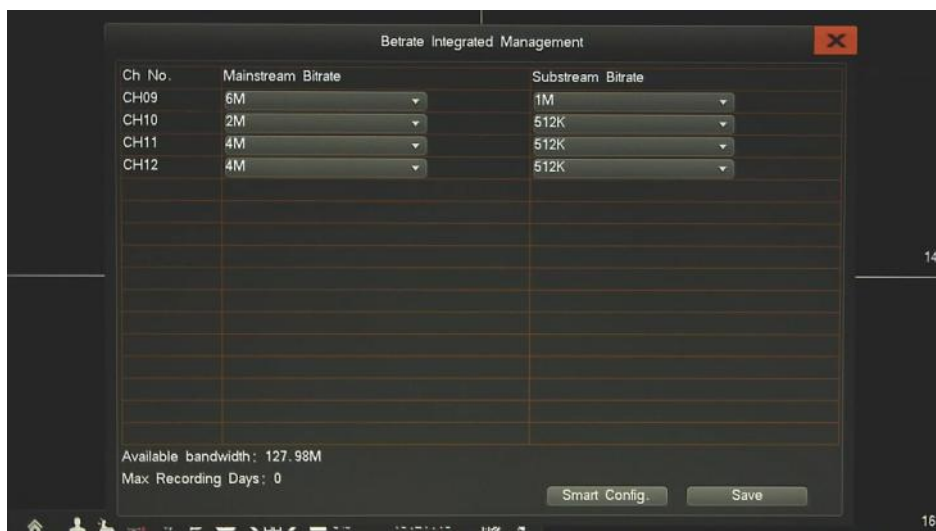 Betrate Integrated Management
Ch No. Mainstream Bitrate Substream Bitrate
CH09 6M 1M
CH10 2M 512K
CH11 4M 512K
CH12 4M 512K
14
Available bandwidth: 127.98M
Max Recording Days: 0
Smart Config. Save
16